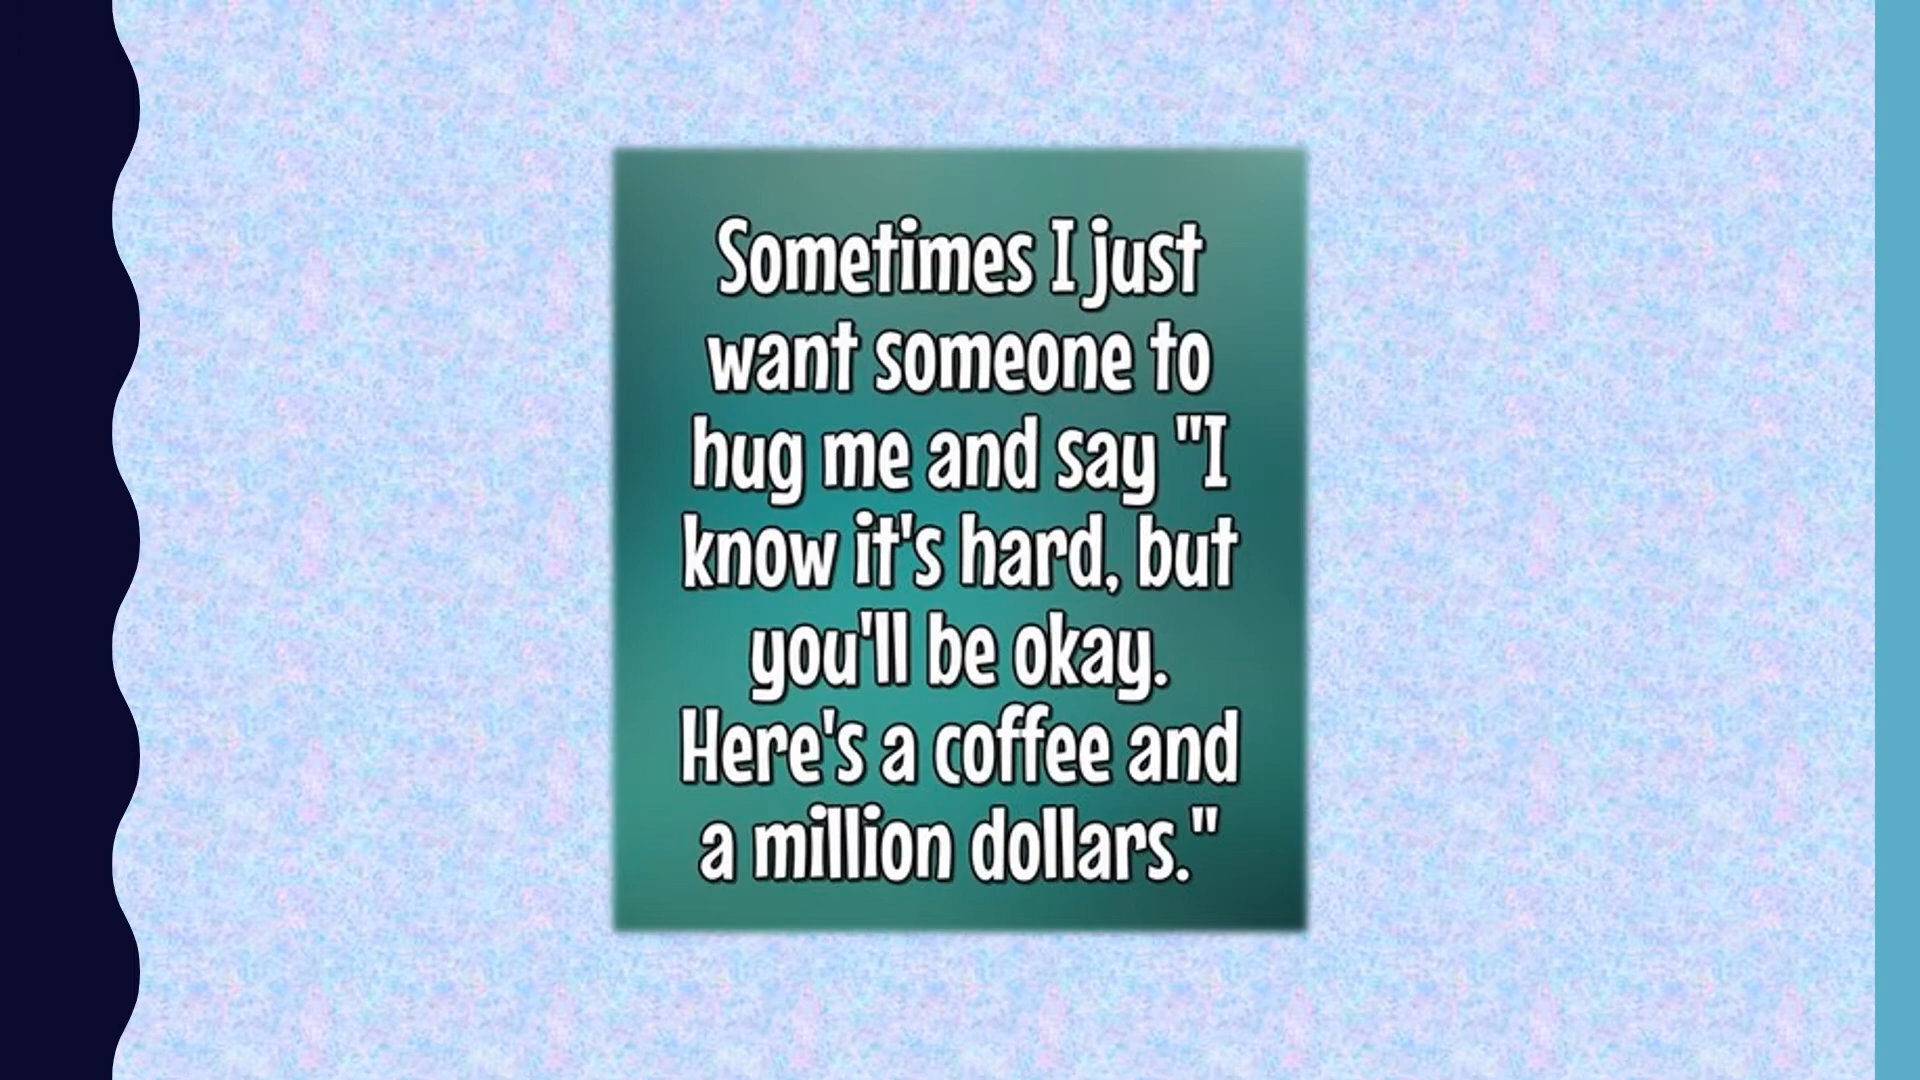 Sometimes I just
want someone to
hug me and say "I
know it's hard, but
you'll be okay.
Here's a coffee and
a million dollars."